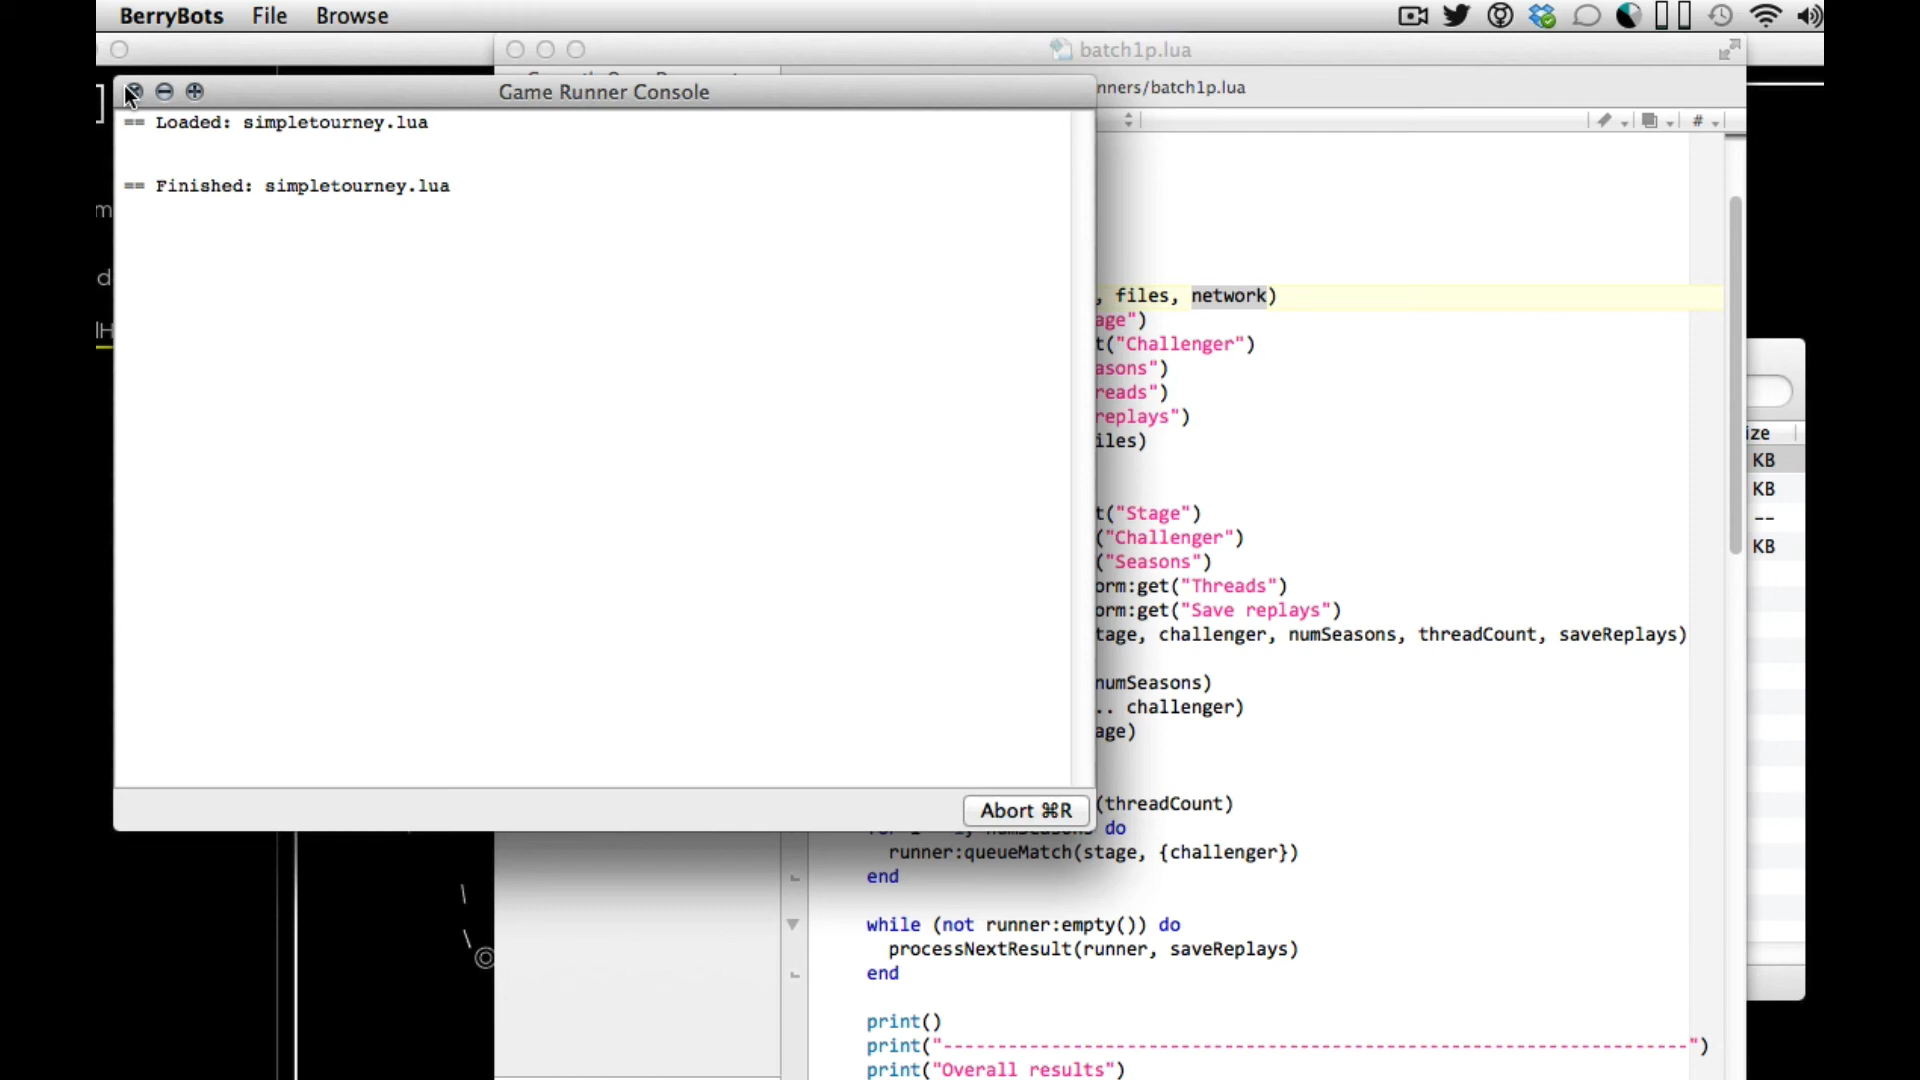 BerryBots File Browse
batch1p.lua
Game Runner Console
nners/batch1p.lua
== Loaded: simpletourney.lua
#
== Finished: simpletourney.lua
, files, network)
age")
t("Challenger")
asons")
reads")
replays")
iles)
ize
KB
KB
--
KB
t("Stage")
("Challenger")
("Seasons")
orm:get("Threads")
orm:get("Save replays")
tage, challenger, numSeasons, threadCount, saveReplays)
numSeasons)
.. challenger)
age)
Abort ⌘R
(threadCount)
do
runner:queueMatch(stage, {challenger})
end
while (not runner:empty()) do
processNextResult(runner, saveReplays)
end
print()
print("---------------------------------------------------------------------")
print("Overall results")